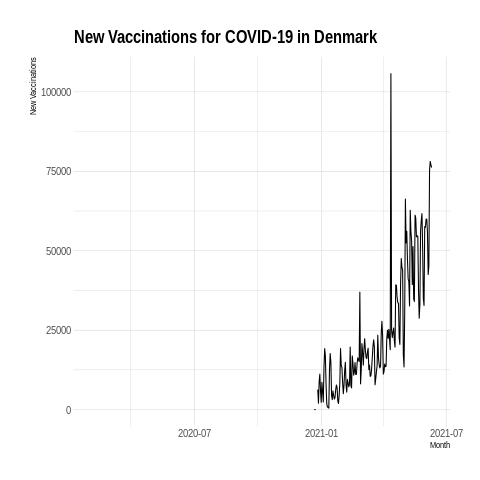 New Vaccinations for COVID-19 in Denmark
New Vaccinations
100000
75000
50000
25000
0
2020-07
2021-01
2021-07
Month